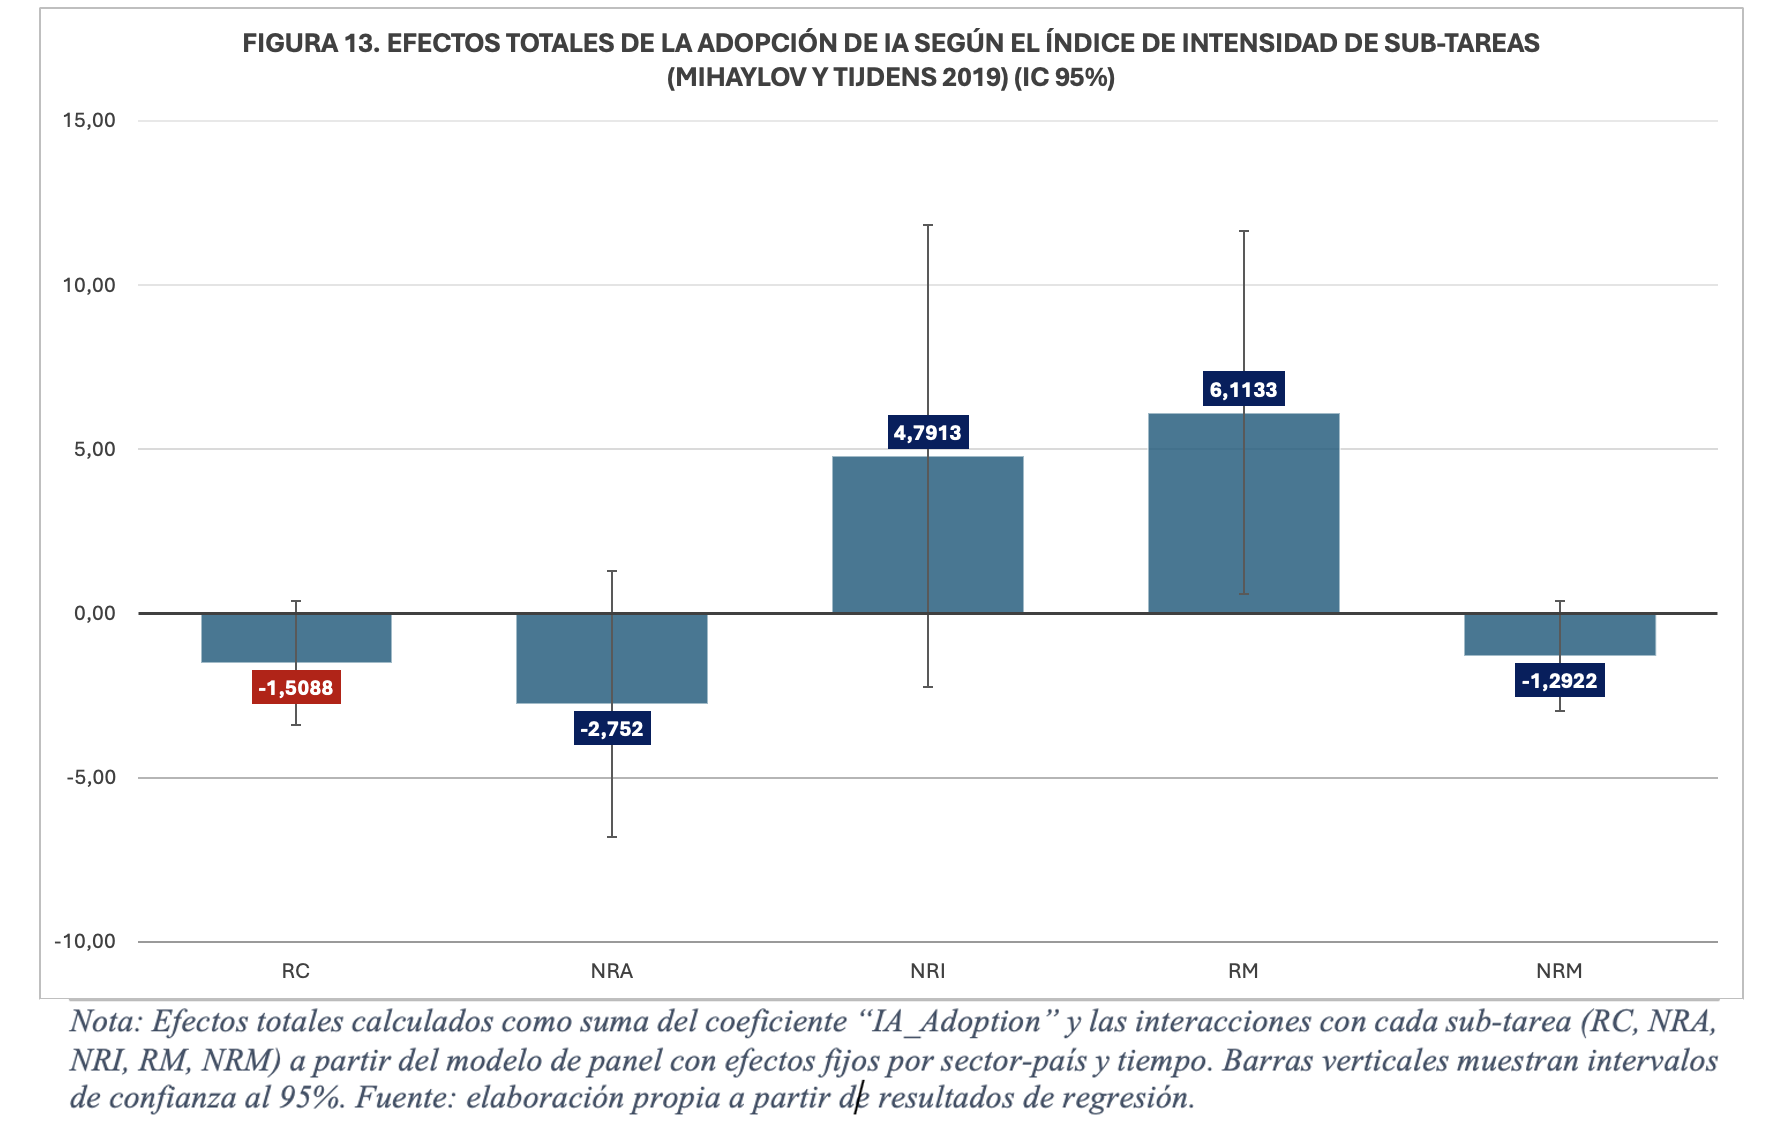 FIGURA 13. EFECTOS TOTALES DE LA ADOPCIÓN DE IA SEGÚN EL ÍNDICE DE INTENSIDAD DE SUB-TAREAS
(MIHAYLOV Y TIJDENS 2019) (IC 95%)
15,00
10,00
5,00
0,00
-5,00
-10,00
-1,5088
-2,752
4,7913
6,1133
-1,2922
RC
NRA
NRI
RM
NRM
Nota: Efectos totales calculados como suma del coeficiente “IA_Adoption” y las interacciones con cada sub-tarea (RC, NRA,
NRI, RM, NRM) a partir del modelo de panel con efectos fijos por sector-país y tiempo. Barras verticales muestran intervalos
de confianza al 95%. Fuente: elaboración propia a partir de resultados de regresión.